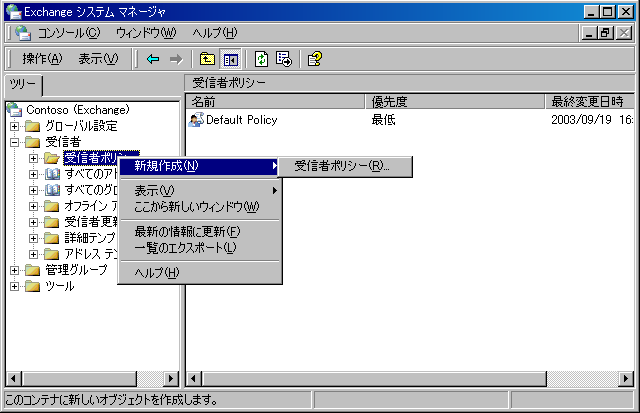 Exchange システム マネージャ
コンソール(C) ウィンドウ(W) ヘルプ(H)
操作(A) 表示(V)
ツリー
Contoso (Exchange)
グローバル設定
受信者
受信者ポリシ
すべてのアド
すべてのグロ
オフライン ア
受信者更新
詳細テンプ
アドレス テン
管理グループ
ツール
受信者ポリシー
名前 優先度 最終変更日時
Default Policy 最低 2003/09/19 16:
新規作成(N)
表示(V)
ここから新しいウィンドウ(W)
最新の情報に更新(F)
一覧のエクスポート(L)
ヘルプ(H)
受信者ポリシー(R)...
このコンテナに新しいオブジェクトを作成します。